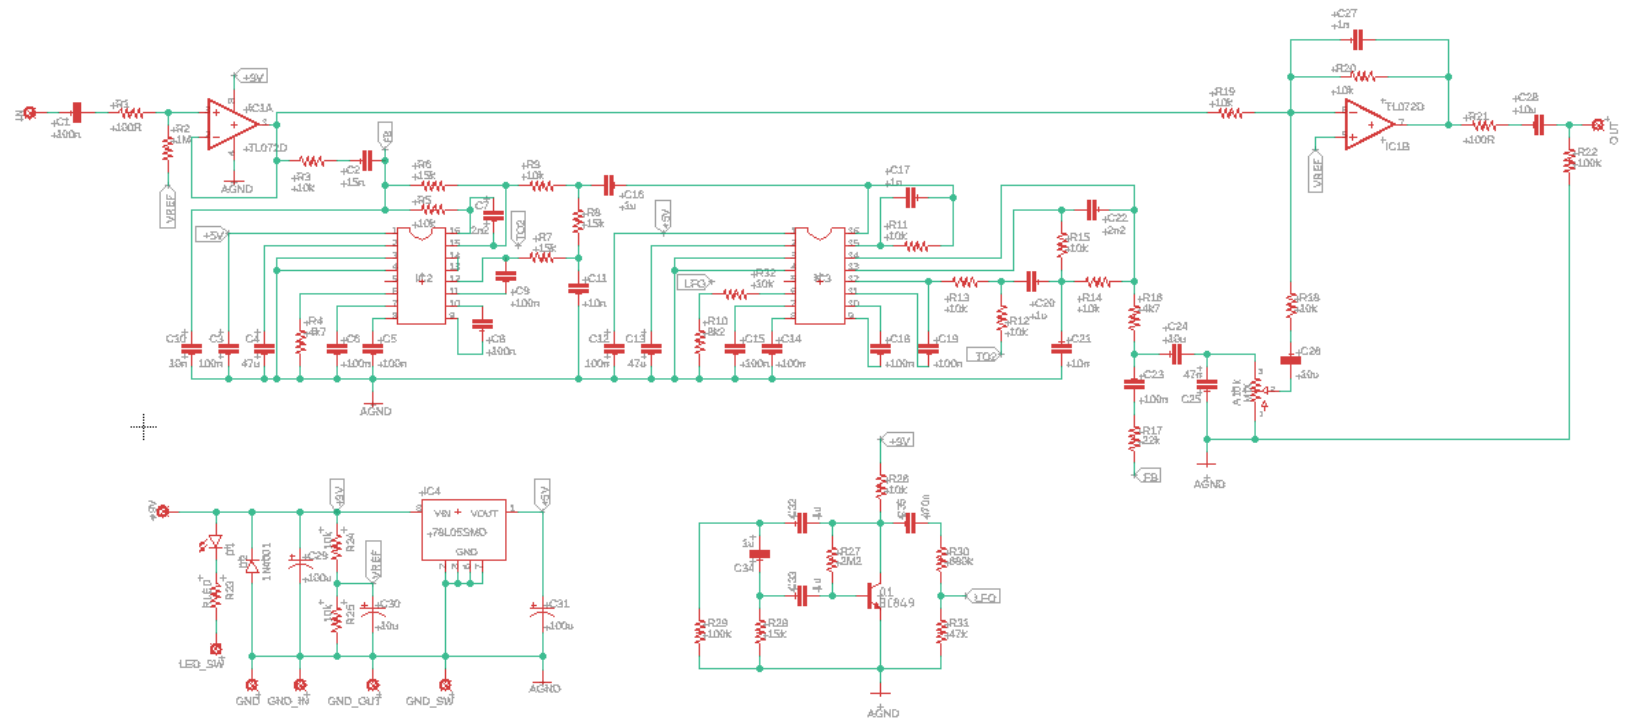 C27
1n
R20
10k
+9V
IC1A
TL072D
AGND
IN
C1
100n
R1
100R
R2
1M
VREF
R3
10k
C2
15n
FB
R19
10k
TL072D
IC1B
VREF
R21
100R
C28
10u
OUT
R22
100k
R6
15k
R5
10k
C7
2n2
TO2
R9
10k
C16
1u
R8
15k
R7
15k
+5V
IC2
C9
100n
C8
100n
C11
10n
C10
10n
C3
100n
C4
47u
R4
4k7
C6
100n
C5
100n
AGND
+5V
C17
1n
R11
10k
IC3
LFO
R32
10k
R10
8k2
C12
100n
C13
47u
C15
100n
C14
100n
C18
100n
C19
100n
R13
10k
R12
10k
TO2
C20
1u
R15
10k
C22
2n2
R14
10k
C21
10n
R16
4k7
C24
10u
C23
100n
R17
22k
FB
47n
C25
R18
10k
C26
10u
AGND
+9V
+9V
IC4
VIN
VOUT
78L05SMD
GND
+5V
D1
RLED
R23
LED_SW
1N4001
100u
10k
R24
VREF
10k
R25
C30
10u
C31
100u
GND
GND_IN
GND_OUT
GND_SW
AGND
+9V
R26
10k
C32
1u
C35
470n
1u
C34
R27
2M2
C33
1u
Q1
BC849
R29
100k
R28
15k
R30
LFO
R31
47k
AGND